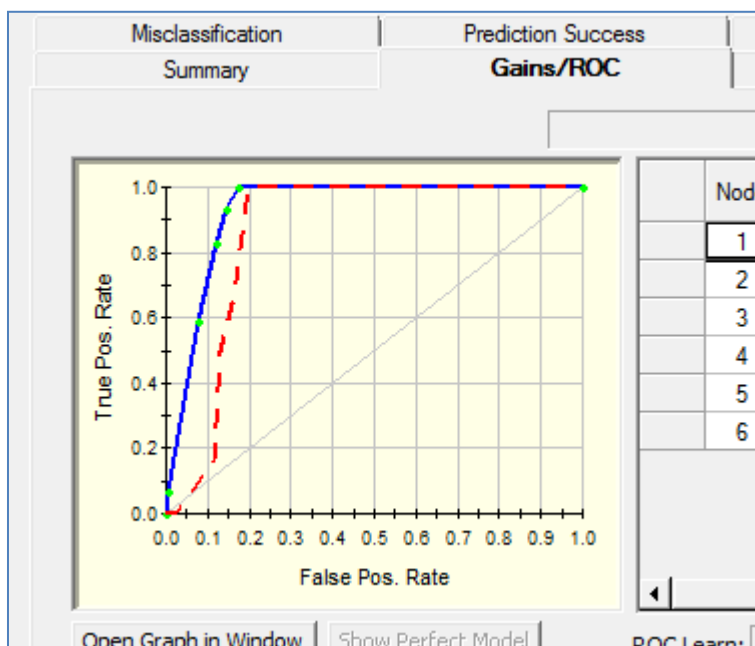 Misclassification
Prediction Success
Summary
Gains/ROC
1.0
0.8
0.6
0.4
0.2
0.0
True Pos. Rate
0.0 0.1 0.2 0.3 0.4 0.5 0.6 0.7 0.8 0.9 1.0
False Pos. Rate
Nod
1
2
3
4
5
6
Open Graph in Window
Show Perfect Model
ROC Learn: